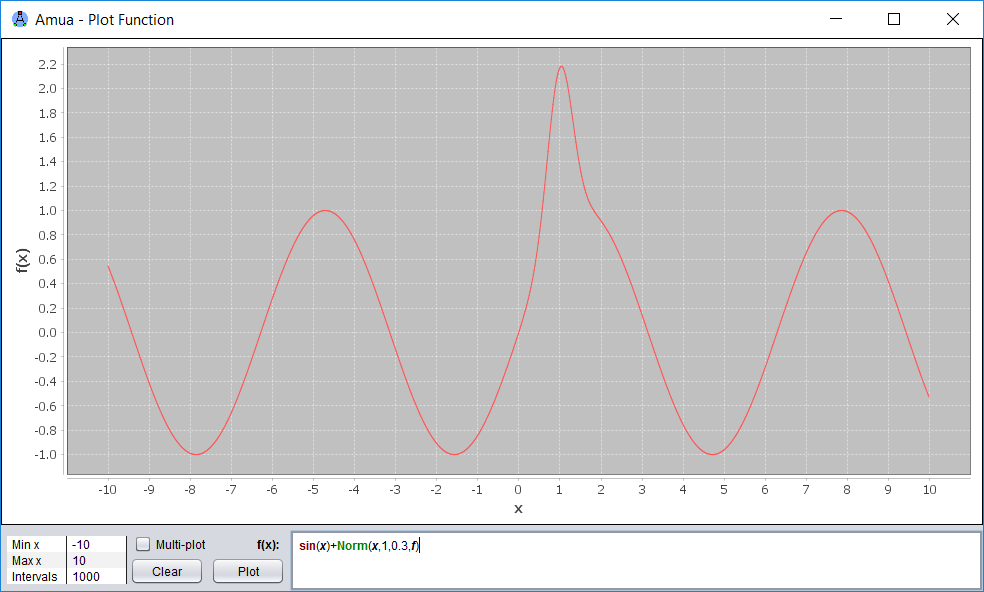 Amua - Plot Function
2.2
2.0
1.8
1.6
1.4
1.2
1.0
0.8
0.6
0.4
0.2
0.0
-0.2
-0.4
-0.6
-0.8
-1.0
f(x)
-10 -9 -8 -7 -6 -5 -4 -3 -2 -1 0 1 2 3 4 5 6 7 8 9 10
x
Min x -10
Max x 10
Intervals 1000
Multi-plot f(x):
Clear Plot
sin(x)+Norm(x,1,0.3,f)